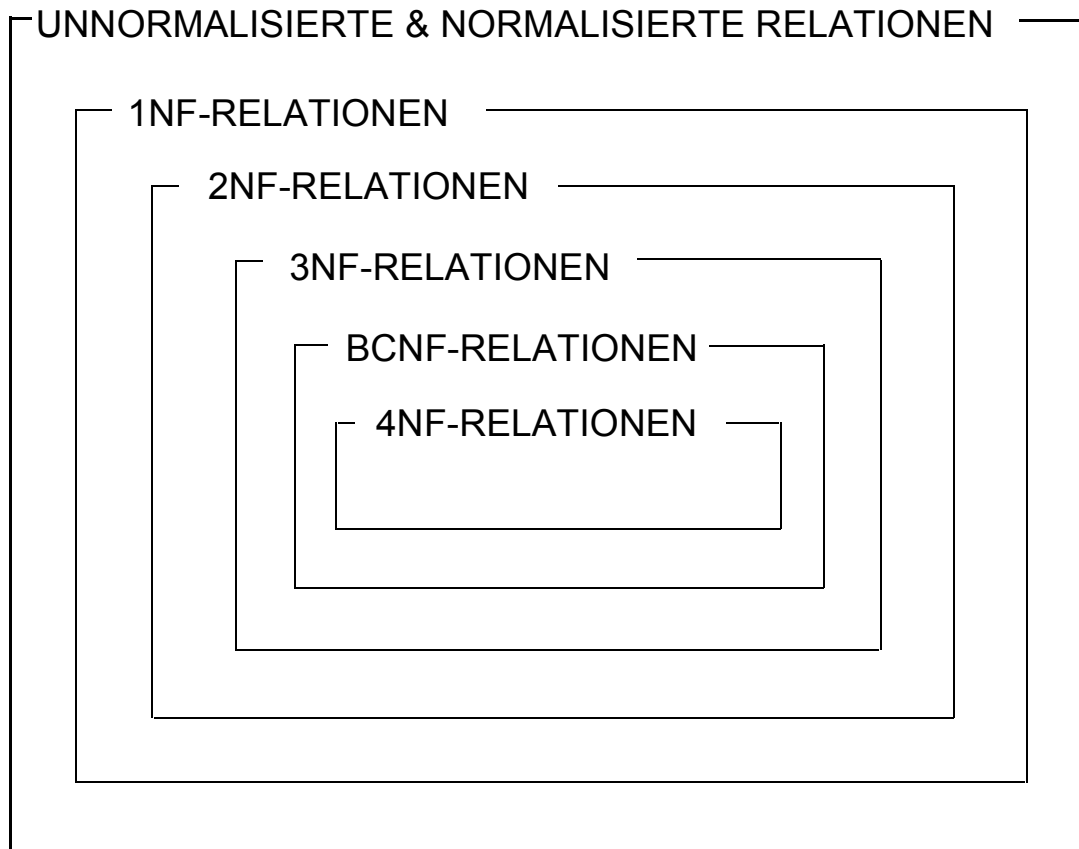 UNNORMALISIERTE & NORMALISIERTE RELATIONEN
1NF-RELATIONEN
2NF-RELATIONEN
3NF-RELATIONEN
BCNF-RELATIONEN
4NF-RELATIONEN